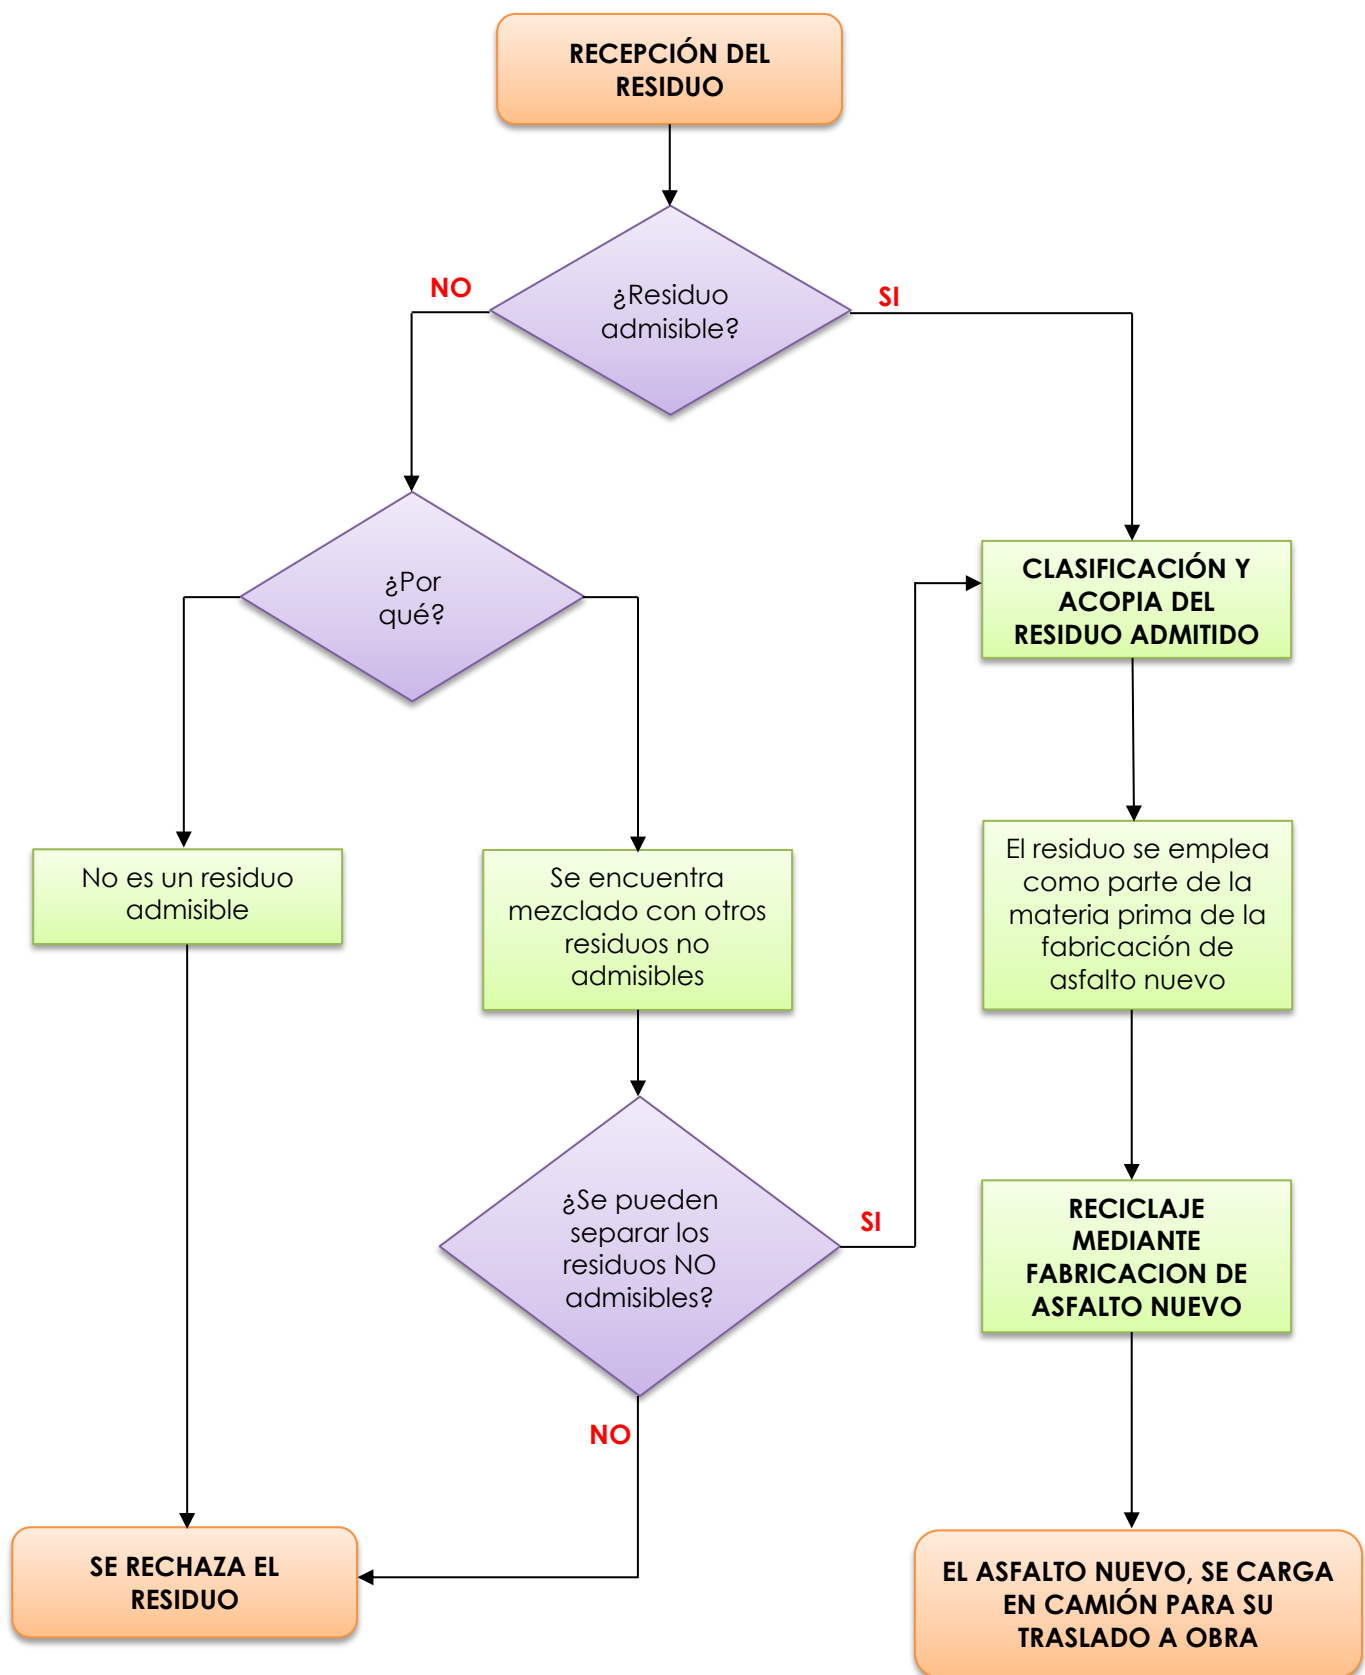 RECEPCIÓN DEL
RESIDUO
NO
SI
¿Residuo
admisible?
¿Por
qué?
CLASIFICACIÓN Y
ACOPIA DEL
RESIDUO ADMITIDO
No es un residuo
admisible
Se encuentra
mezclado con otros
residuos no
admisibles
El residuo se emplea
como parte de la
materia prima de la
fabricación de
asfalto nuevo
¿Se pueden
separar los
residuos NO
admisibles?
SI
NO
RECICLAJE
MEDIANTE
FABRICACION DE
ASFALTO NUEVO
SE RECHAZA EL
RESIDUO
EL ASFALTO NUEVO, SE CARGA
EN CAMIÓN PARA SU
TRASLADO A OBRA